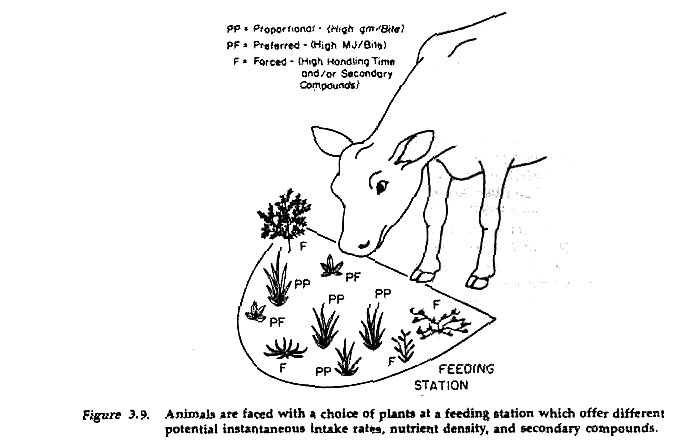 PP = Proportional - (High gm/Bite)
PF = Preferred - (High MJ/Bite)
F = Forced - (High Handling Time
and/or Secondary
Compounds)
F
PP
PF
PF
PP
PP
F
F
PP
F
FEEDING
STATION
Figure 3.9. Animals are faced with a choice of plants at a feeding station which offer different
potential instantaneous intake rates, nutrient density, and secondary compounds.